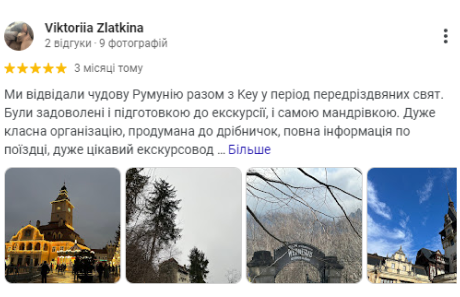 Viktoriia Zlatkina
2 відгуки · 9 фотографій
3 місяці тому
Ми відвідали чудову Румунію разом з Key у період передріздвяних свят.
Були задоволені і підготовкою до екскурсії, і самою мандрівкою. Дуже
класна організацію, продумана до дрібничок, повна інформація по
поїздці, дуже цікавий екскурсовод … Більше